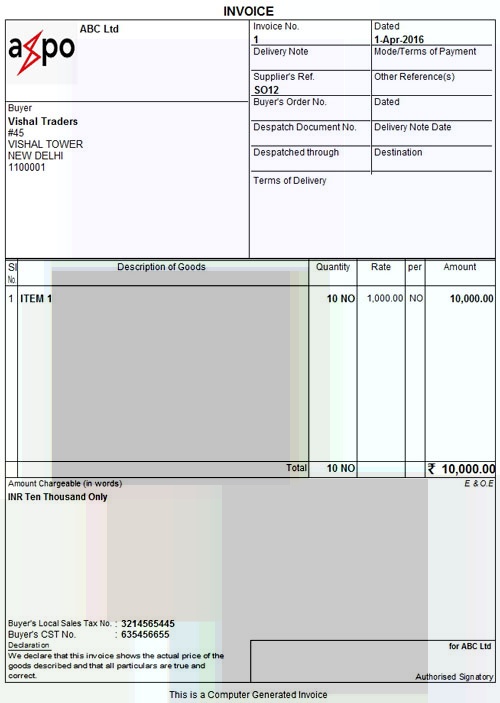 INVOICE
axpo
ABC Ltd
Invoice No.
1
Dated
1-Apr-2016
Delivery Note
Mode/Terms of Payment
Supplier's Ref.
SO12
Other Reference(s)
Buyer
Vishal Traders
#45
VISHAL TOWER
NEW DELHI
1100001
Buyer's Order No.
Dated
Despatch Document No.
Delivery Note Date
Despatched through
Destination
Terms of Delivery
Sl No. Description of Goods Quantity Rate per Amount
1 ITEM 1 10 NO 1,000.00 NO 10,000.00
Total 10 NO ₹ 10,000.00
Amount Chargeable (in words) E & O.E
INR Ten Thousand Only
Buyer's Local Sales Tax No. : 3214565445
Buyer's CST No. : 635456655
Declaration
We declare that this invoice shows the actual price of the
goods described and that all particulars are true and
correct.
for ABC Ltd
Authorised Signatory
This is a Computer Generated Invoice